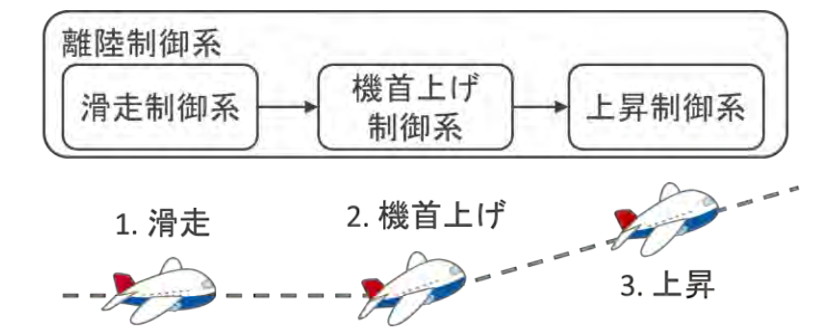 離陸制御系
滑走制御系
機首上げ
制御系
上昇制御系
1. 滑走
2. 機首上げ
3. 上昇